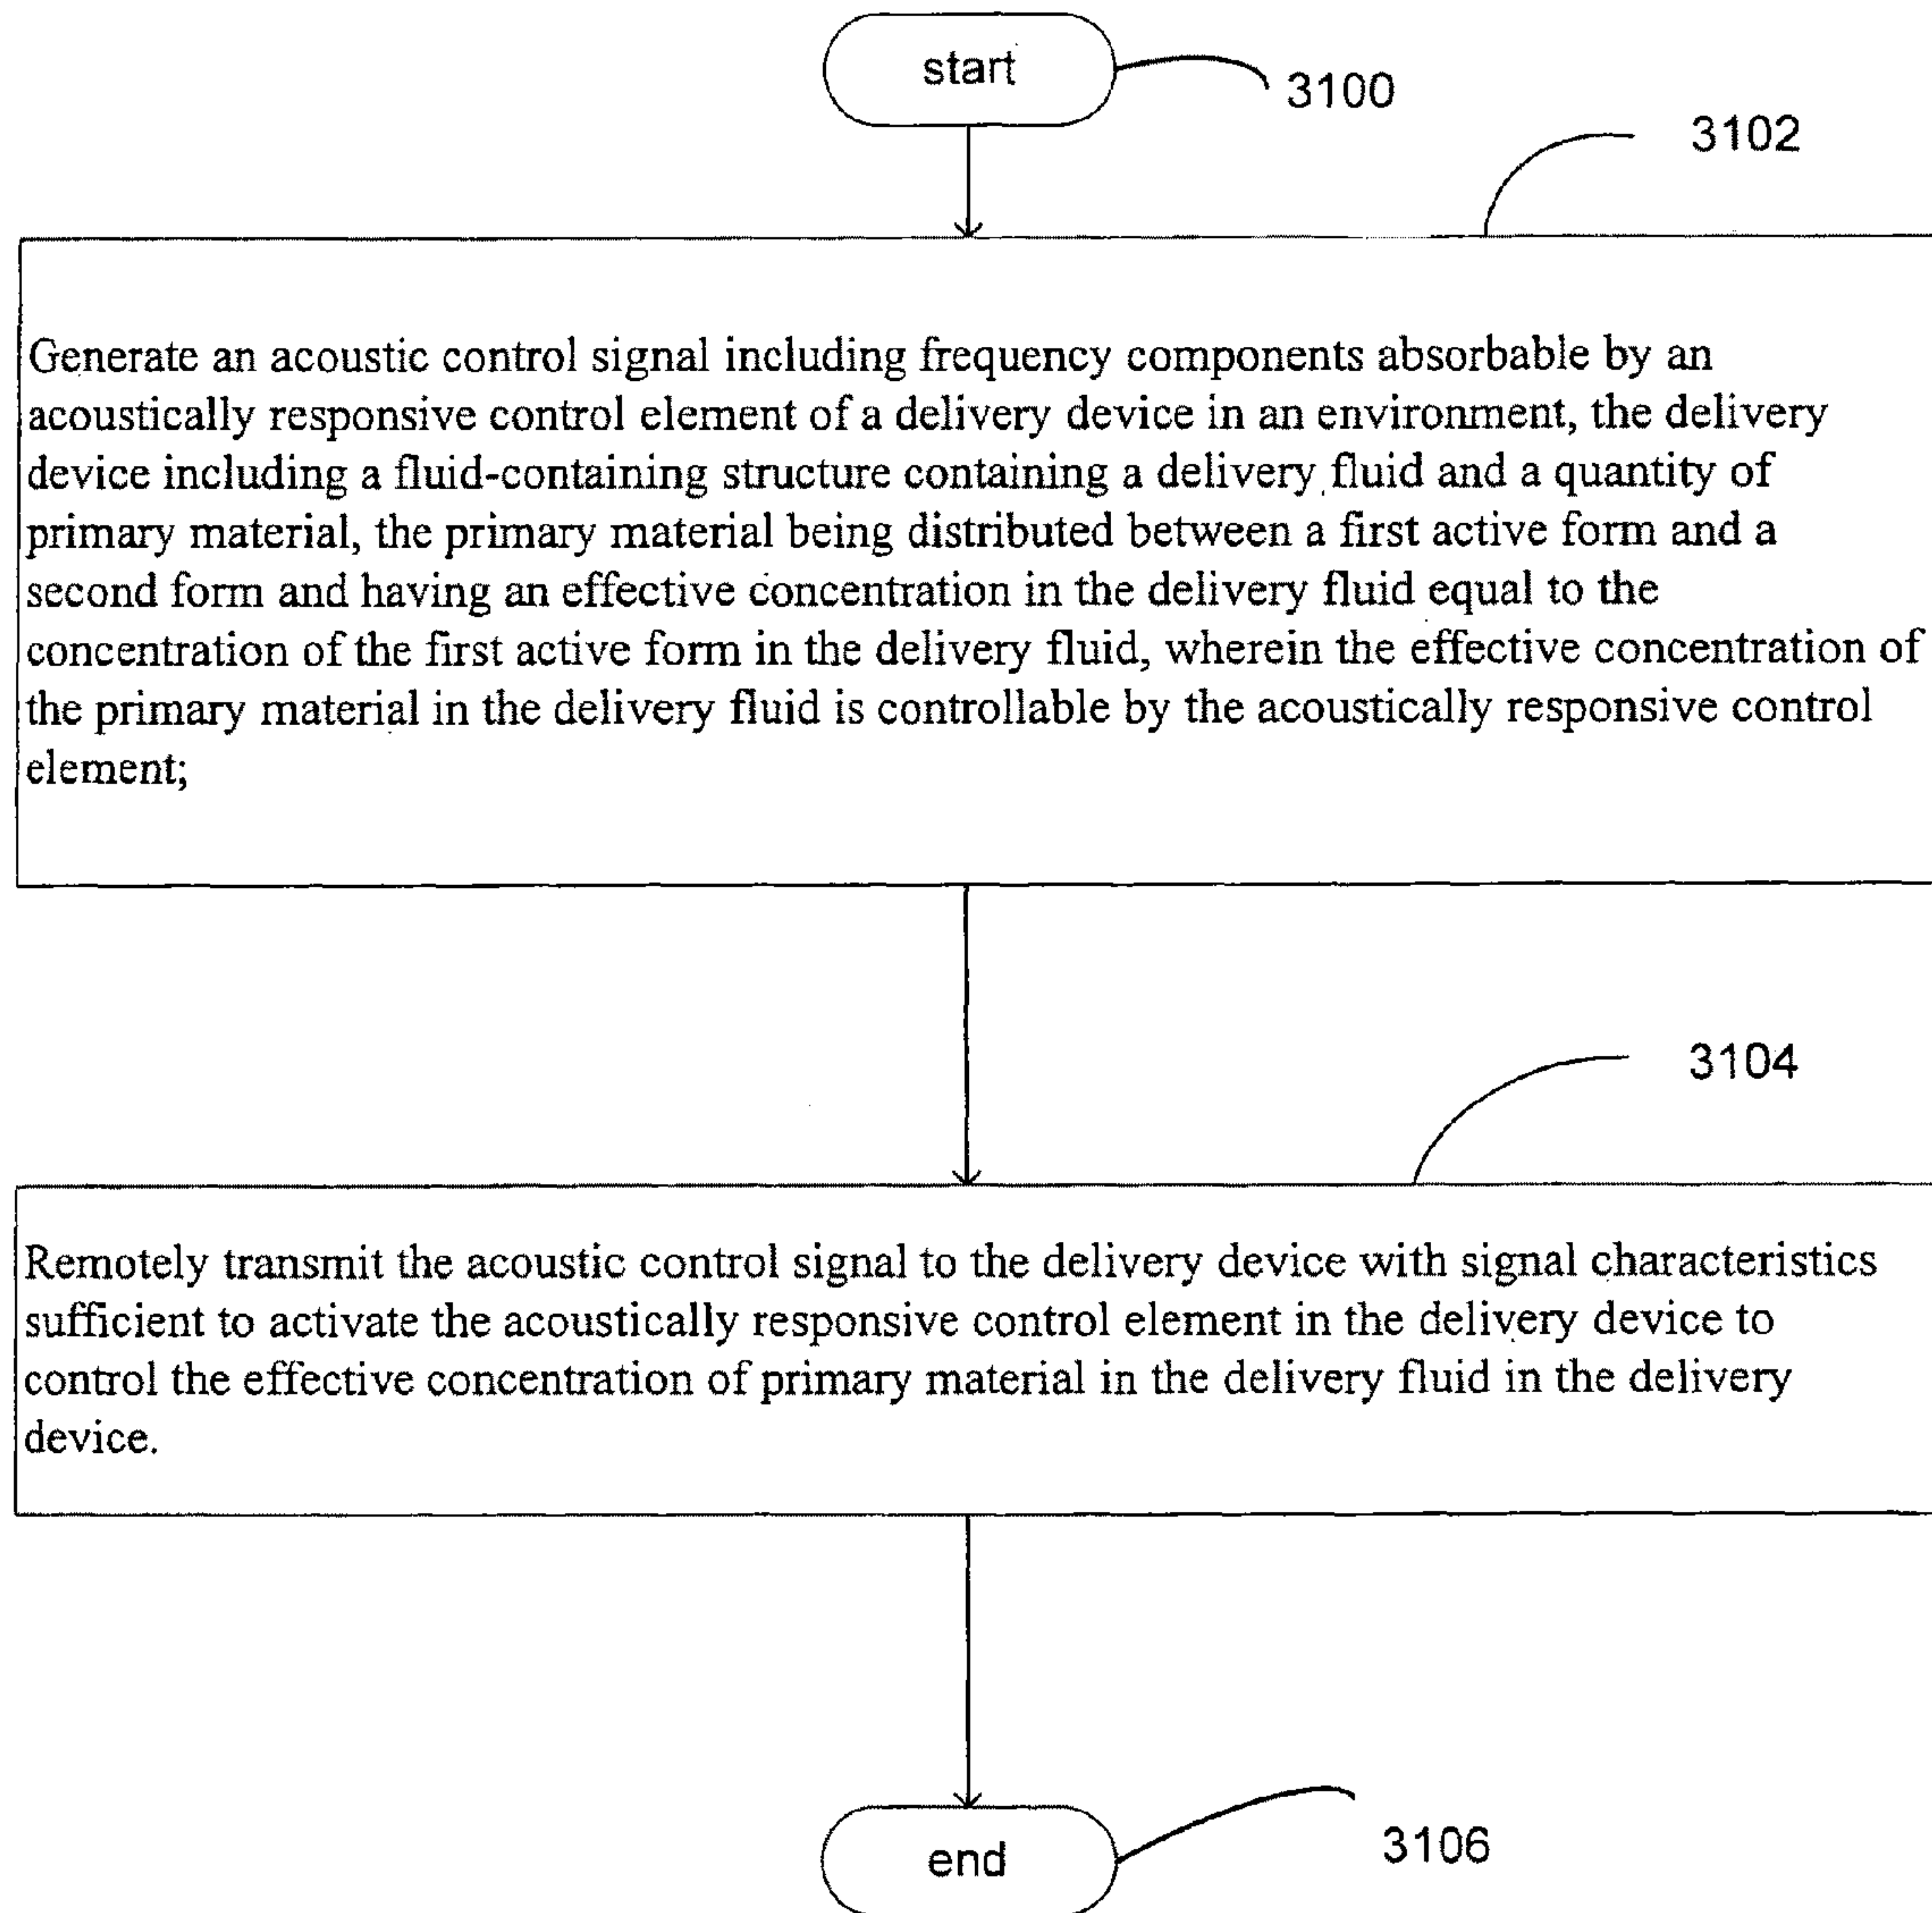 start
3100
3102
Generate an acoustic control signal including frequency components absorbable by an
acoustically responsive control element of a delivery device in an environment, the delivery
device including a fluid-containing structure containing a delivery fluid and a quantity of
primary material, the primary material being distributed between a first active form and a
second form and having an effective concentration in the delivery fluid equal to the
concentration of the first active form in the delivery fluid, wherein the effective concentration of
the primary material in the delivery fluid is controllable by the acoustically responsive control
element;
3104
Remotely transmit the acoustic control signal to the delivery device with signal characteristics
sufficient to activate the acoustically responsive control element in the delivery device to
control the effective concentration of primary material in the delivery fluid in the delivery
device.
end
3106